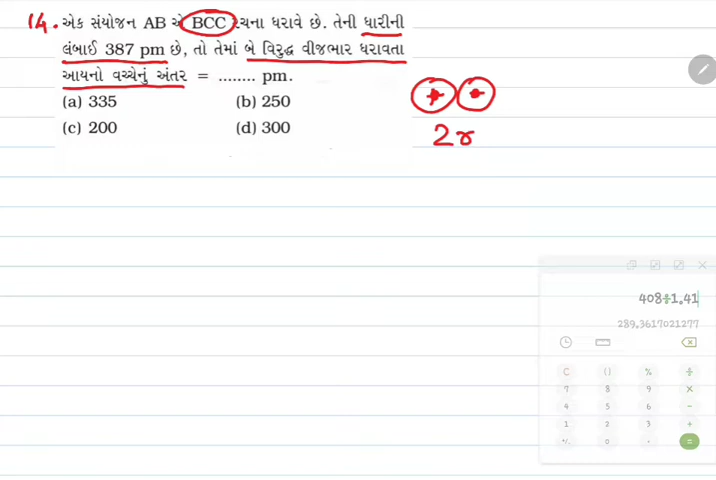 14. એક સંયોજન AB એ BCC રચના ધરાવે છે. તેની ધારીની
લંબાઈ 387 pm છે, તો તેમાં બે વિરુદ્ધ વીજભાર ધરાવતા
આયનો વચ્ચેનું અંતર = ........ pm.
(a) 335 (b) 250
(c) 200 (d) 300
+ -
2r
408÷1.41
289.3617021277
C ( ) % ÷
7 8 9 ×
4 5 6 -
1 2 3 +
+/- 0 . =